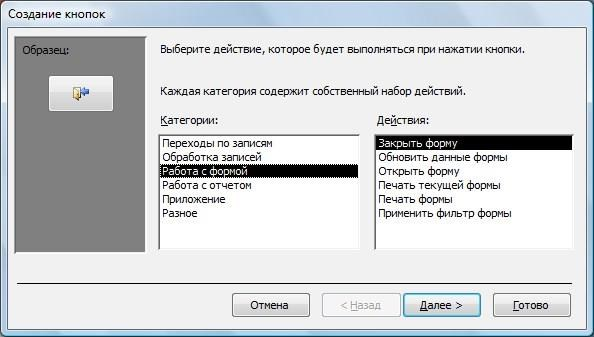 Создание кнопок
Образец:
Выберите действие, которое будет выполняться при нажатии кнопки.
Каждая категория содержит собственный набор действий.
Категории:
Переходы по записям
Обработка записей
Работа с формой
Работа с отчетом
Приложение
Разное
Действия:
Закрыть форму
Обновить данные формы
Открыть форму
Печать текущей формы
Печать формы
Применить фильтр формы
Отмена
< Назад
Далее >
Готово